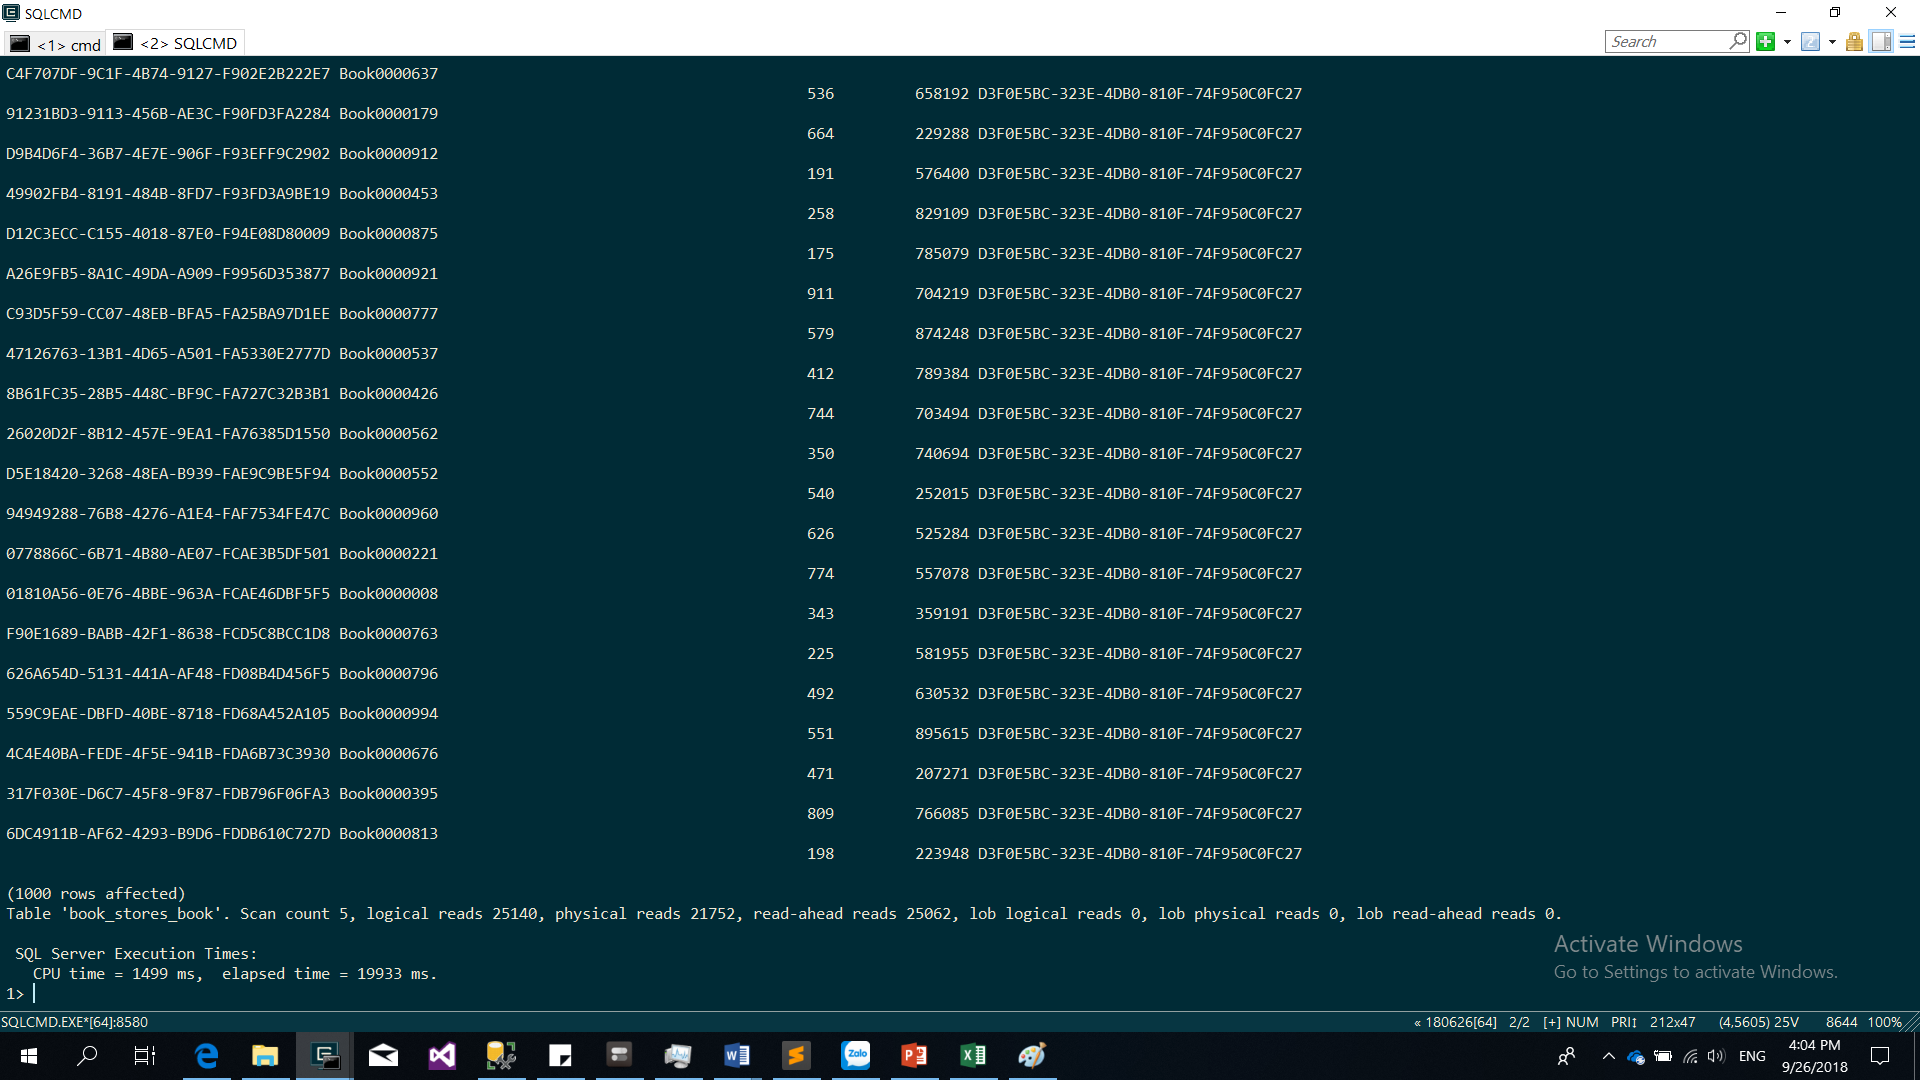 SQLCMD
<1> cmd
<2> SQLCMD
Search
C4F707DF-9C1F-4B74-9127-F902E2B222E7 Book0000637
536 658192 D3F0E5BC-323E-4DB0-810F-74F950C0FC27
91231BD3-9113-456B-AE3C-F90FD3FA2284 Book0000179
664 229288 D3F0E5BC-323E-4DB0-810F-74F950C0FC27
D9B4D6F4-36B7-4E7E-906F-F93EFF9C2902 Book0000912
191 576400 D3F0E5BC-323E-4DB0-810F-74F950C0FC27
49902FB4-8191-484B-8FD7-F93FD3A9BE19 Book0000453
258 829109 D3F0E5BC-323E-4DB0-810F-74F950C0FC27
D12C3ECC-C155-4018-87E0-F94E08D80009 Book0000875
175 785079 D3F0E5BC-323E-4DB0-810F-74F950C0FC27
A26E9FB5-8A1C-49DA-A909-F9956D353877 Book0000921
911 704219 D3F0E5BC-323E-4DB0-810F-74F950C0FC27
C93D5F59-CC07-48EB-BFA5-FA25BA97D1EE Book0000777
579 874248 D3F0E5BC-323E-4DB0-810F-74F950C0FC27
47126763-13B1-4D65-A501-FA5330E2777D Book0000537
412 789384 D3F0E5BC-323E-4DB0-810F-74F950C0FC27
8B61FC35-28B5-448C-BF9C-FA727C32B3B1 Book0000426
744 703494 D3F0E5BC-323E-4DB0-810F-74F950C0FC27
26020D2F-8B12-457E-9EA1-FA76385D1550 Book0000562
350 740694 D3F0E5BC-323E-4DB0-810F-74F950C0FC27
D5E18420-3268-48EA-B939-FAE9C9BE5F94 Book0000552
540 252015 D3F0E5BC-323E-4DB0-810F-74F950C0FC27
94949288-76B8-4276-A1E4-FAF7534FE47C Book0000960
626 525284 D3F0E5BC-323E-4DB0-810F-74F950C0FC27
0778866C-6B71-4B80-AE07-FCAE3B5DF501 Book0000221
774 557078 D3F0E5BC-323E-4DB0-810F-74F950C0FC27
01810A56-0E76-4BBE-963A-FCAE46DBF5F5 Book0000008
343 359191 D3F0E5BC-323E-4DB0-810F-74F950C0FC27
F90E1689-BABB-42F1-8638-FCD5C8BCC1D8 Book0000763
225 581955 D3F0E5BC-323E-4DB0-810F-74F950C0FC27
626A654D-5131-441A-AF48-FD08B4D456F5 Book0000796
492 630532 D3F0E5BC-323E-4DB0-810F-74F950C0FC27
559C9EAE-DBFD-40BE-8718-FD68A452A105 Book0000994
551 895615 D3F0E5BC-323E-4DB0-810F-74F950C0FC27
4C4E40BA-FEDE-4F5E-941B-FDA6B73C3930 Book0000676
471 207271 D3F0E5BC-323E-4DB0-810F-74F950C0FC27
317F030E-D6C7-45F8-9F87-FDB796F06FA3 Book0000395
809 766085 D3F0E5BC-323E-4DB0-810F-74F950C0FC27
6DC4911B-AF62-4293-B9D6-FDDB610C727D Book0000813
198 223948 D3F0E5BC-323E-4DB0-810F-74F950C0FC27
(1000 rows affected)
Table 'book_stores_book'. Scan count 5, logical reads 25140, physical reads 21752, read-ahead reads 25062, lob logical reads 0, lob physical reads 0, lob read-ahead reads 0.
SQL Server Execution Times:
CPU time = 1499 ms,  elapsed time = 19933 ms.
1>
Activate Windows
Go to Settings to activate Windows.
SQLCMD.EXE*[64]:8580
« 180626[64] 2/2 [+] NUM PRI↕ 212x47 (4,5605) 25V 8644 100%
Zalo
ENG
4:04 PM
9/26/2018